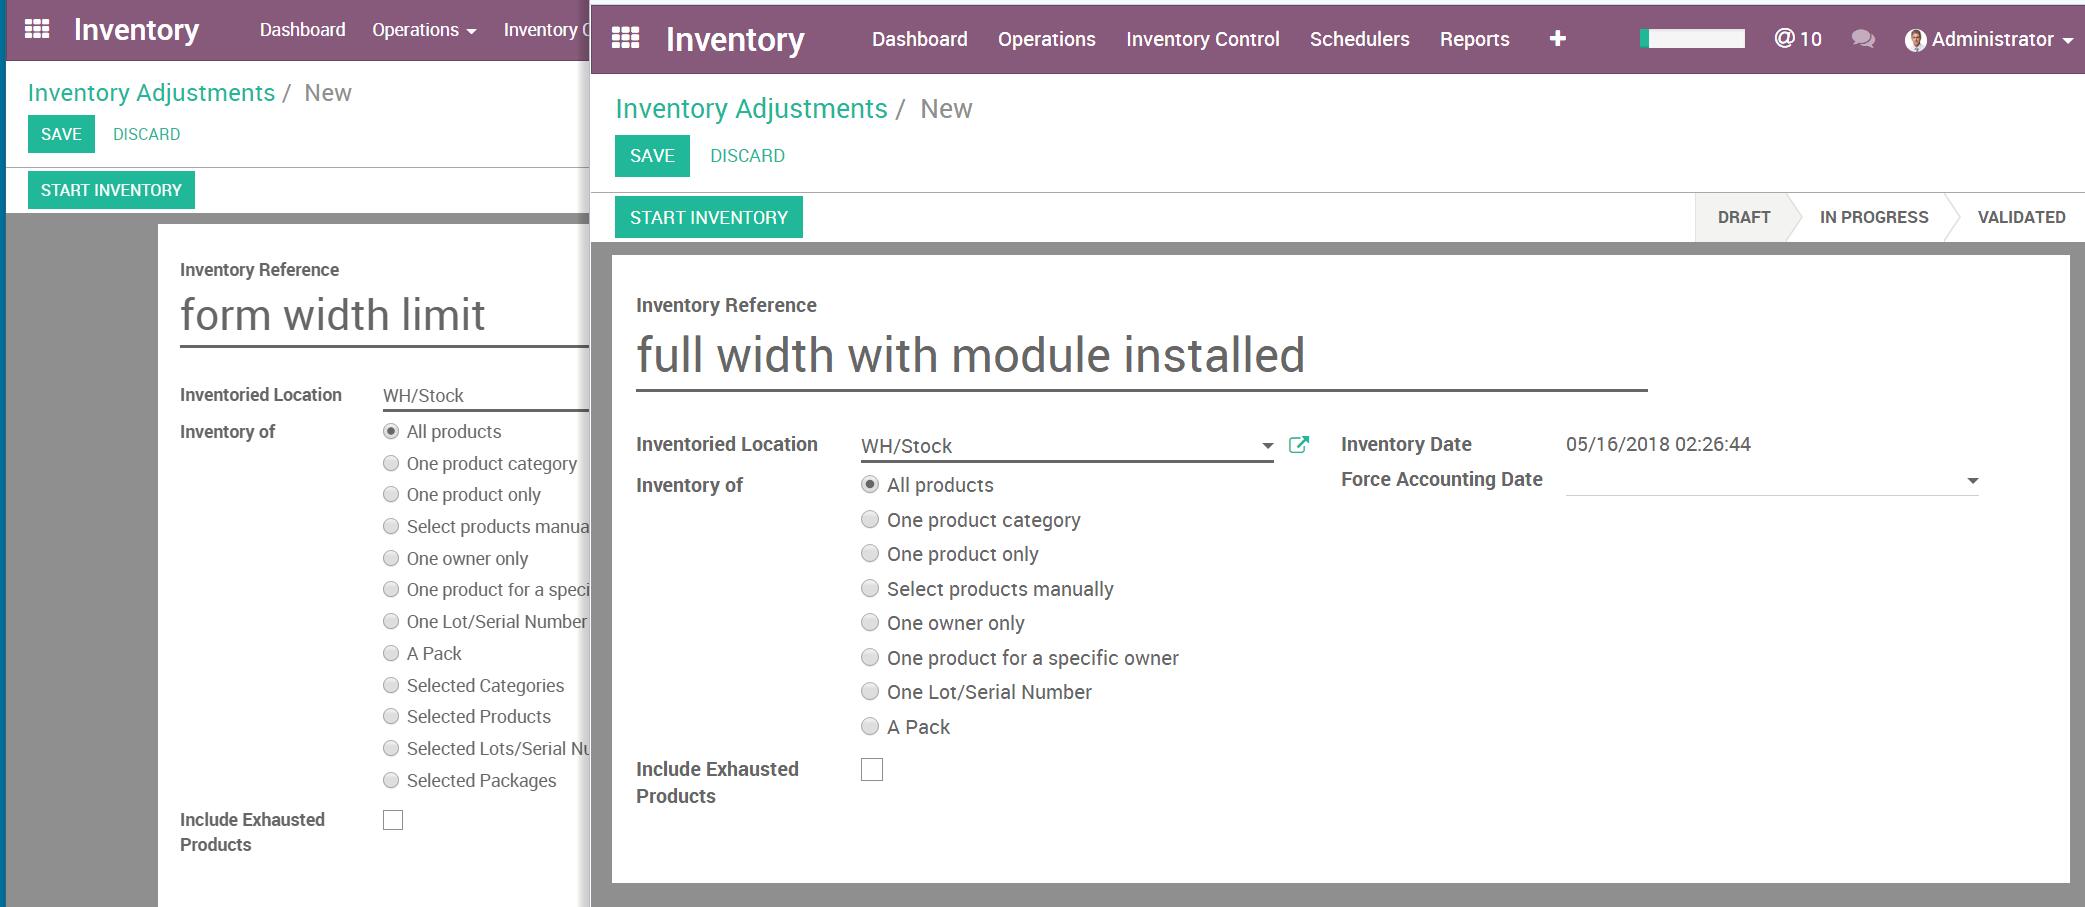 Inventory Dashboard Operations Inventory
Inventory Adjustments / New
SAVE DISCARD
START INVENTORY
Inventory Reference
form width limit
Inventoried Location WH/Stock
Inventory of All products
One product category
One product only
Select products
One owner only
One product for a
One Lot/Serial Number
A Pack
Selected Categories
Selected Products
Selected Lots/Serial
Selected Packages
Include Exhausted
Products
Inventory Dashboard Operations Inventory Control Schedulers Reports + @ 10 Administrator
Inventory Adjustments / New
SAVE DISCARD
START INVENTORY DRAFT IN PROGRESS VALIDATED
Inventory Reference
full width with module installed
Inventoried Location WH/Stock Inventory Date 05/16/2018 02:26:44
Inventory of All products Force Accounting Date
One product category
One product only
Select products manually
One owner only
One product for a specific owner
One Lot/Serial Number
A Pack
Include Exhausted
Products